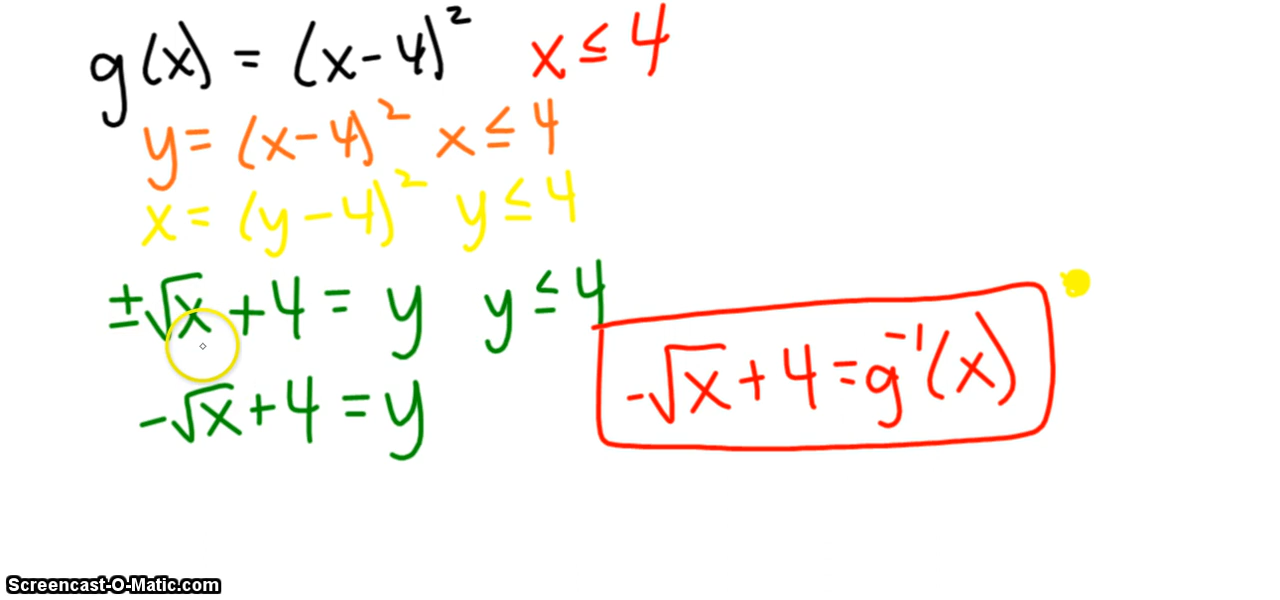 g(x) = (x-4)² x ≤ 4
y = (x-4)² x ≤ 4
x = (y-4)² y ≤ 4
±√x + 4 = y y ≤ 4
-√x + 4 = y
-√x + 4 = g⁻¹(x)
Screencast-O-Matic.com